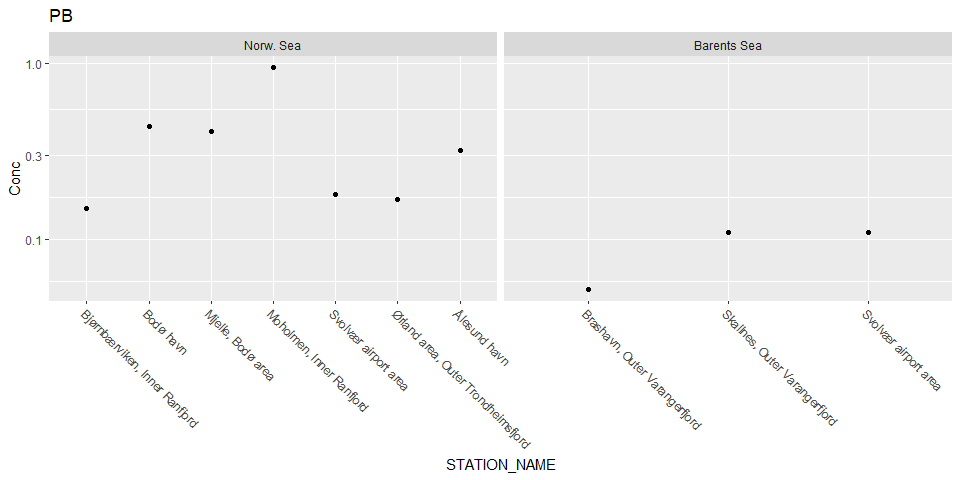 PB
Norw. Sea
Barents Sea
Conc
1.0
0.3
0.1
Bjørnbærviken, Inner Ranfjord
Bodø havn
Mjelle, Bodø area
Moholmen, Inner Ranfjord
Svolvær airport area
Ørland area, Outer Trondheimsfjord
Ålesund havn
Brashavn, Outer Varangerfjord
Skallnes, Outer Varangerfjord
Svolvær airport area
STATION_NAME